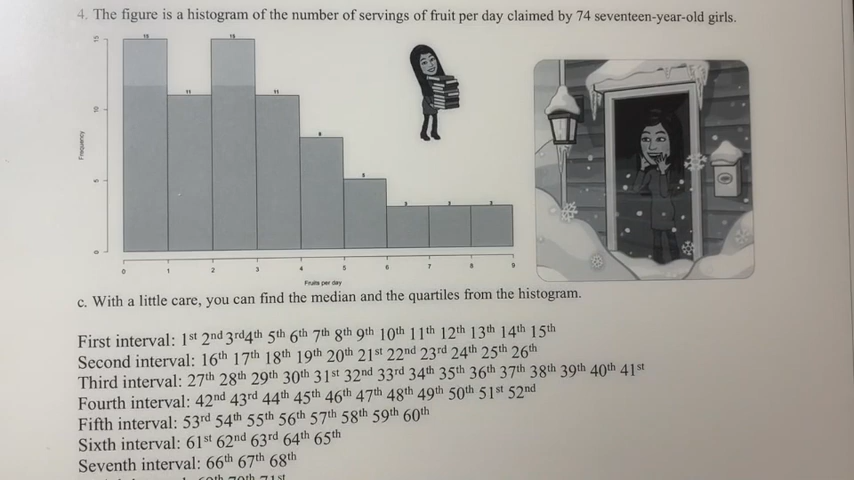 4. The figure is a histogram of the number of servings of fruit per day claimed by 74 seventeen-year-old girls.
15
10
5
0
Frequency
15
11
15
11
8
5
3
3
3
0 1 2 3 4 5 6 7 8 9
Fruits per day
c. With a little care, you can find the median and the quartiles from the histogram.
First interval: 1st 2nd 3rd4th 5th 6th 7th 8th 9th 10th 11th 12th 13th 14th 15th
Second interval: 16th 17th 18th 19th 20th 21st 22nd 23rd 24th 25th 26th
Third interval: 27th 28th 29th 30th 31st 32nd 33rd 34th 35th 36th 37th 38th 39th 40th 41st
Fourth interval: 42nd 43rd 44th 45th 46th 47th 48th 49th 50th 51st 52nd
Fifth interval: 53rd 54th 55th 56th 57th 58th 59th 60th
Sixth interval: 61st 62nd 63rd 64th 65th
Seventh interval: 66th 67th 68th
70th 71st